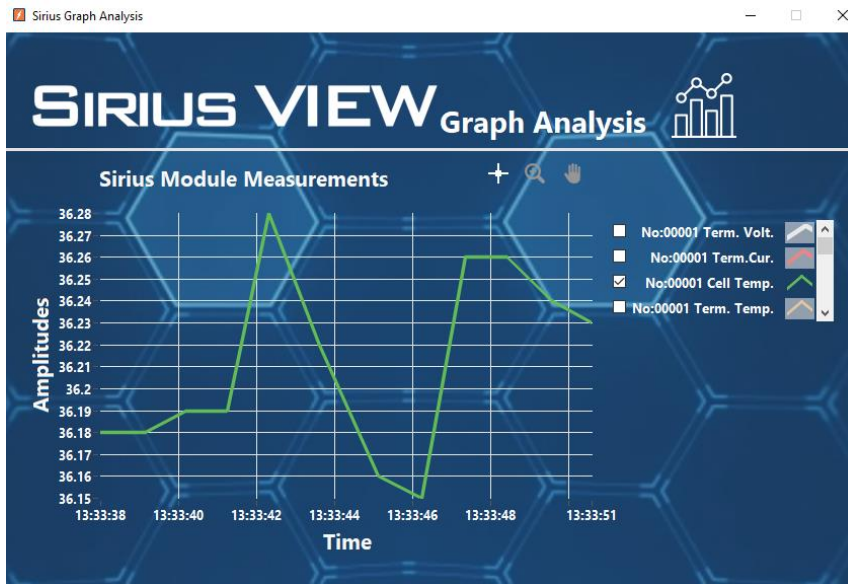 Sirius Graph Analysis
SIRIUS VIEW Graph Analysis
Sirius Module Measurements
36.28
36.27
36.26
36.25
36.24
36.23
36.22
36.21
36.2
36.19
36.18
36.17
36.16
36.15
Amplitudes
13:33:38 13:33:40 13:33:42 13:33:44 13:33:46 13:33:48 13:33:51
Time
No:00001 Term. Volt.
No:00001 Term.Cur.
No:00001 Cell Temp.
No:00001 Term. Temp.